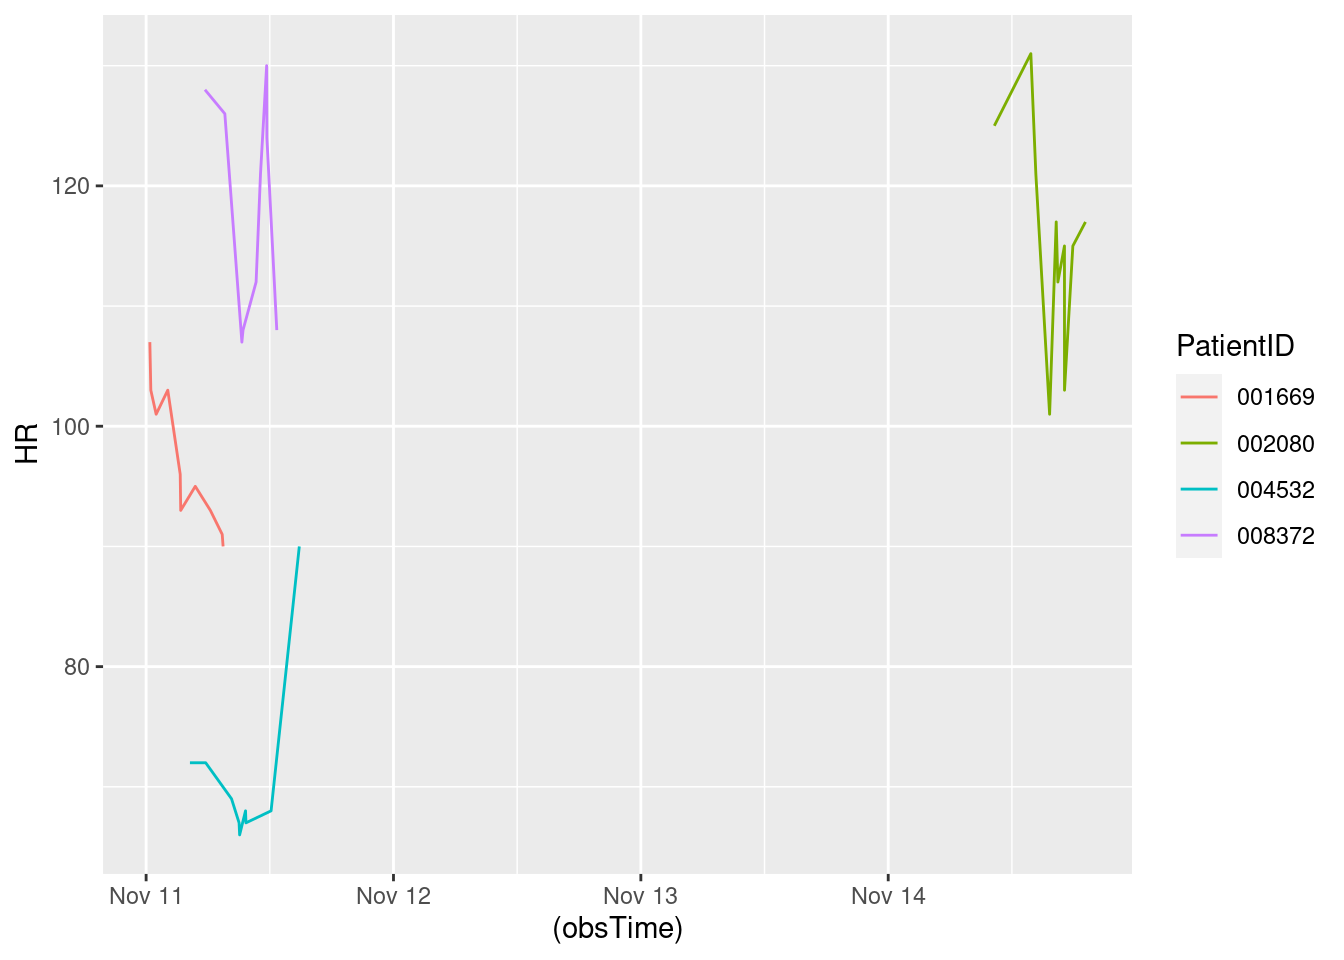 HR
120
100
80
Nov 11
Nov 12
Nov 13
Nov 14
(obsTime)
PatientID
001669
002080
004532
008372